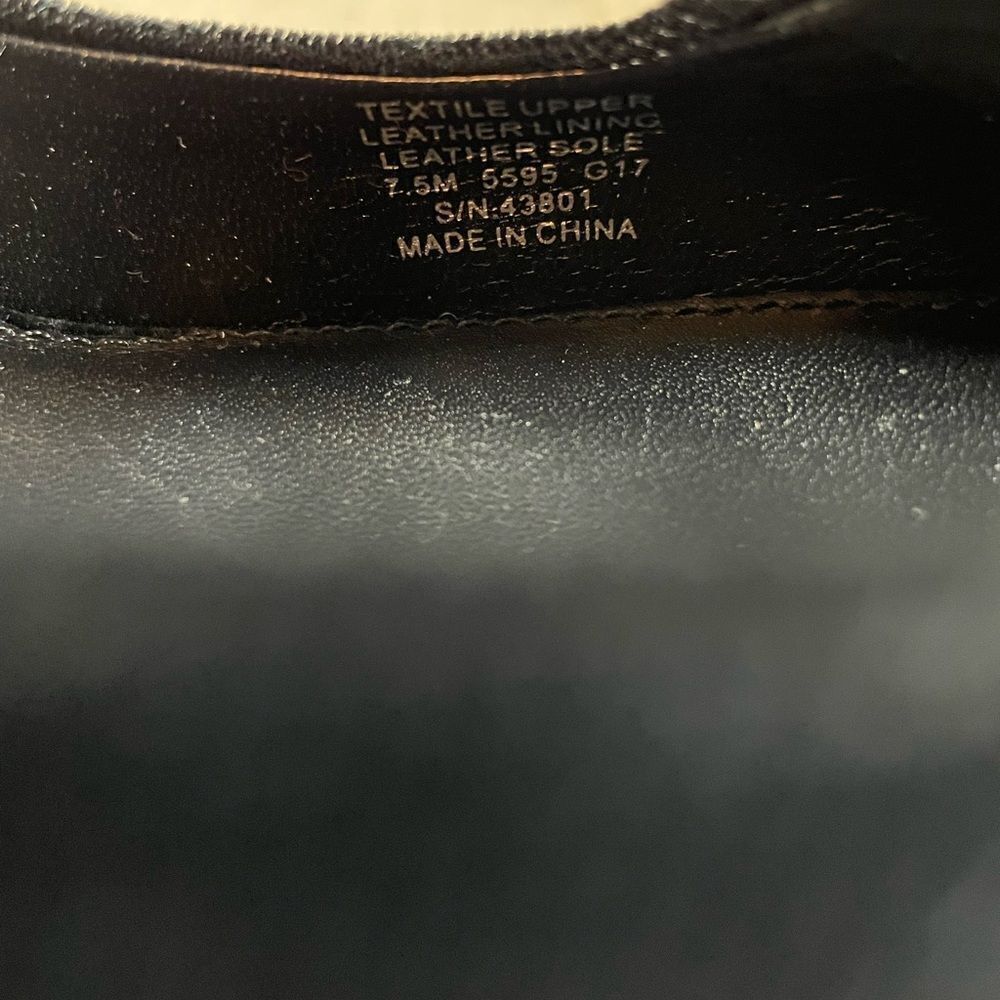 TEXTILE UPPER
LEATHER LINING
LEATHER SOLE
7.5M 5595 G17
S/N:43801
MADE IN CHINA